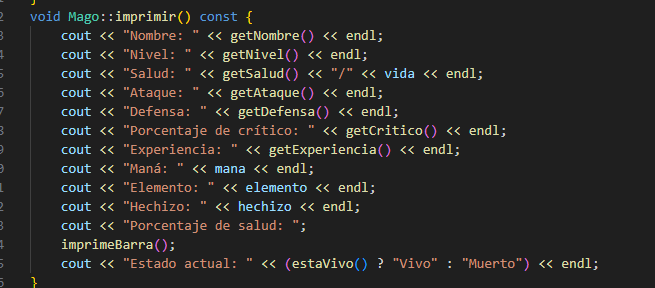 void Mago::imprimir() const {
cout << "Nombre: " << getNombre() << endl;
cout << "Nivel: " << getNivel() << endl;
cout << "Salud: " << getSalud() << "/" << vida << endl;
cout << "Ataque: " << getAtaque() << endl;
cout << "Defensa: " << getDefensa() << endl;
cout << "Porcentaje de crítico: " << getCritico() << endl;
cout << "Experiencia: " << getExperiencia() << endl;
cout << "Maná: " << mana << endl;
cout << "Elemento: " << elemento << endl;
cout << "Hechizo: " << hechizo << endl;
cout << "Porcentaje de salud: ";
imprimeBarra();
cout << "Estado actual: " << (estaVivo() ? "Vivo" : "Muerto") << endl;
}